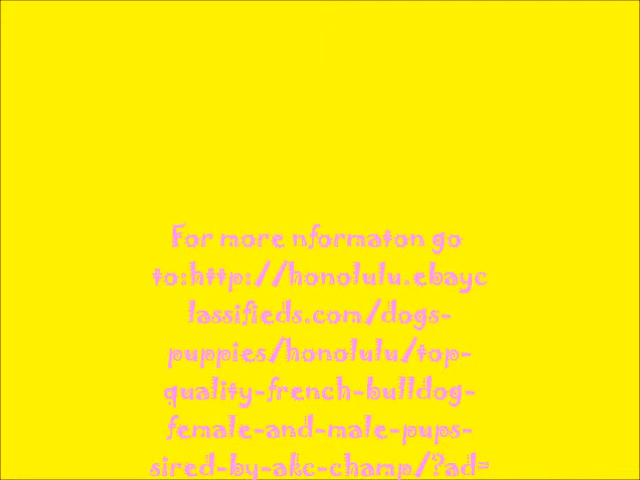 For more nformaton go
to:http://honolulu.ebayc
lassifieds.com/dogs-
puppies/honolulu/top-
quality-french-bulldog-
female-and-male-pups-
sired-by-akc-champ/?ad=